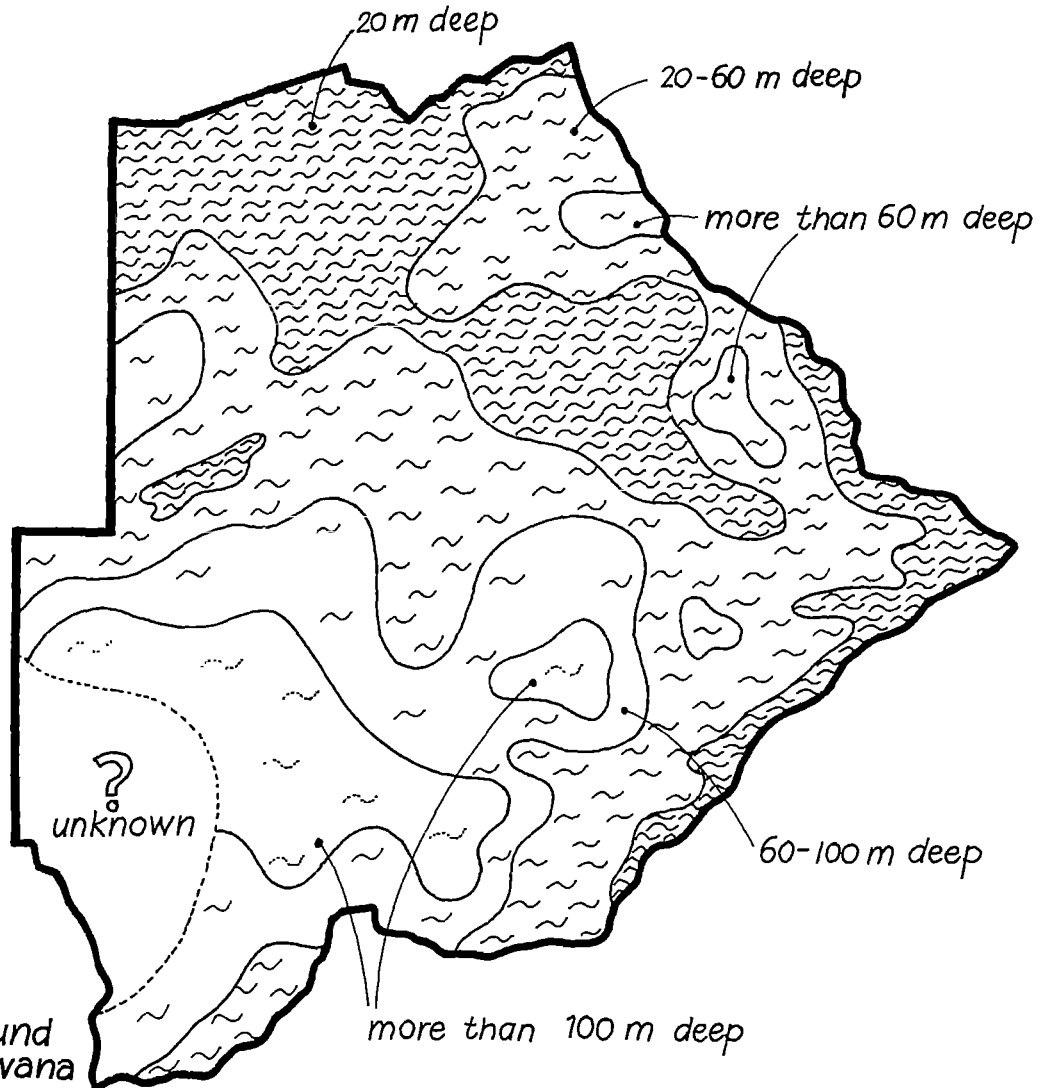 20 m deep
20-60 m deep
more than 60 m deep
?
unknown
60-100 m deep
more than 100 m deep